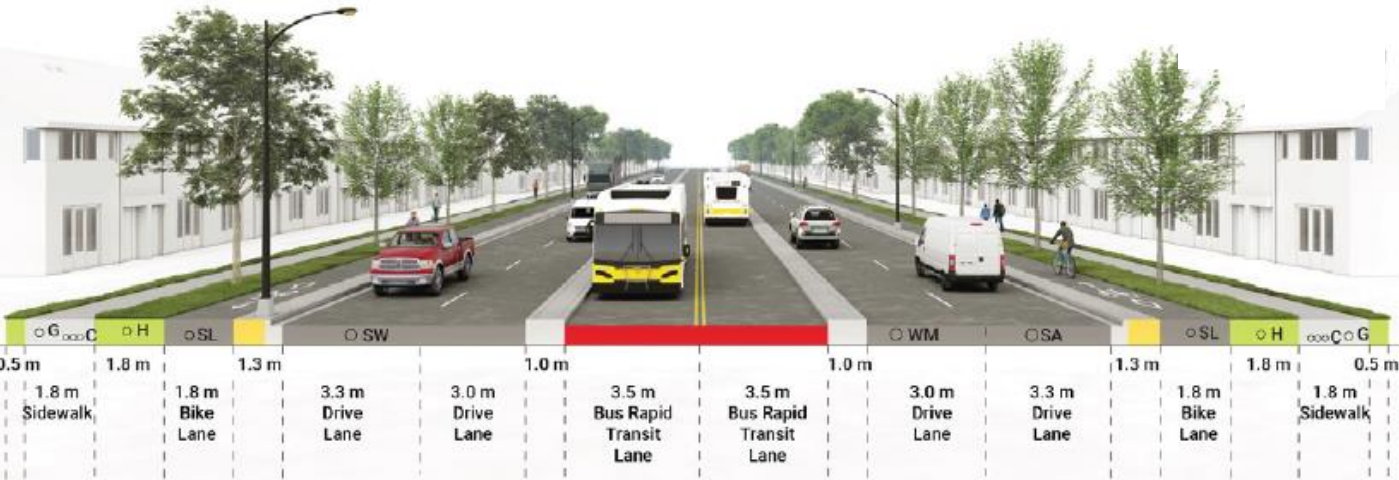 ○ G ○○○C ○ H ○ SL ○ SW ○ WM ○ SA ○ SL ○ H ○○○C ○ G
0.5 m 1.8 m 1.3 m 1.0 m 1.0 m 1.3 m 1.8 m 0.5 m
1.8 m
Sidewalk
1.8 m
Bike
Lane
3.3 m
Drive
Lane
3.0 m
Drive
Lane
3.5 m
Bus Rapid
Transit
Lane
3.5 m
Bus Rapid
Transit
Lane
3.0 m
Drive
Lane
3.3 m
Drive
Lane
1.8 m
Bike
Lane
1.8 m
Sidewalk